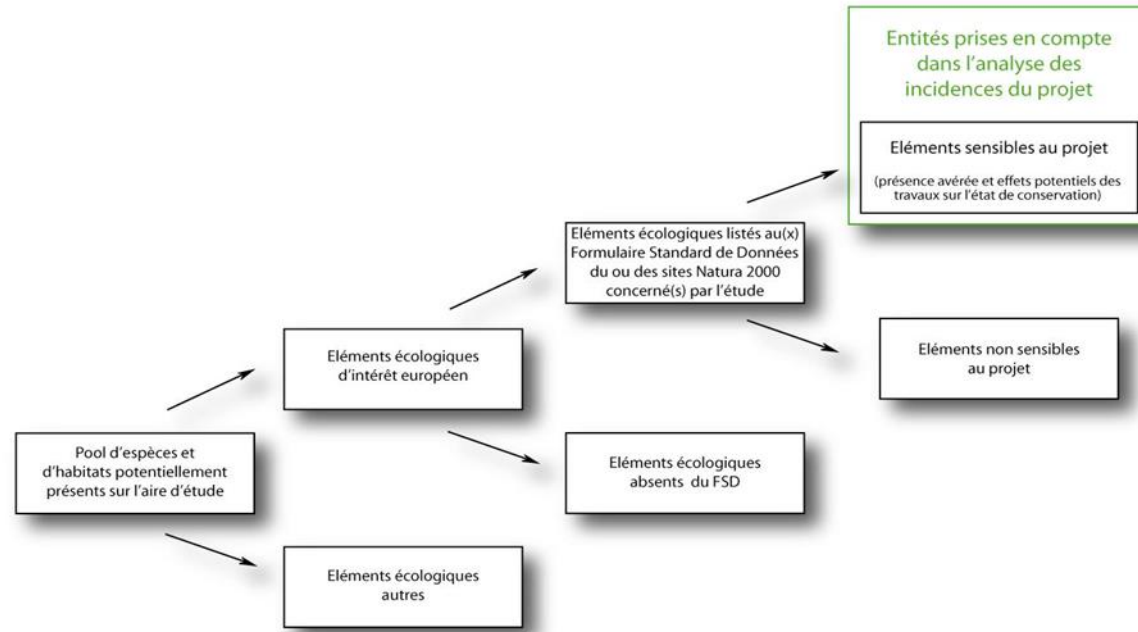 Entités prises en compte
dans l'analyse des
incidences du projet
Eléments sensibles au projet
(présence avérée et effets potentiels des
travaux sur l'état de conservation)
Eléments écologiques listés au(x)
Formulaire Standard de Données
du ou des sites Natura 2000
concerné(s) par l'étude
Eléments non sensibles
au projet
Eléments écologiques
d'intérêt européen
Eléments écologiques
absents du FSD
Pool d'espèces et
d'habitats potentiellement
présents sur l'aire d'étude
Eléments écologiques
autres